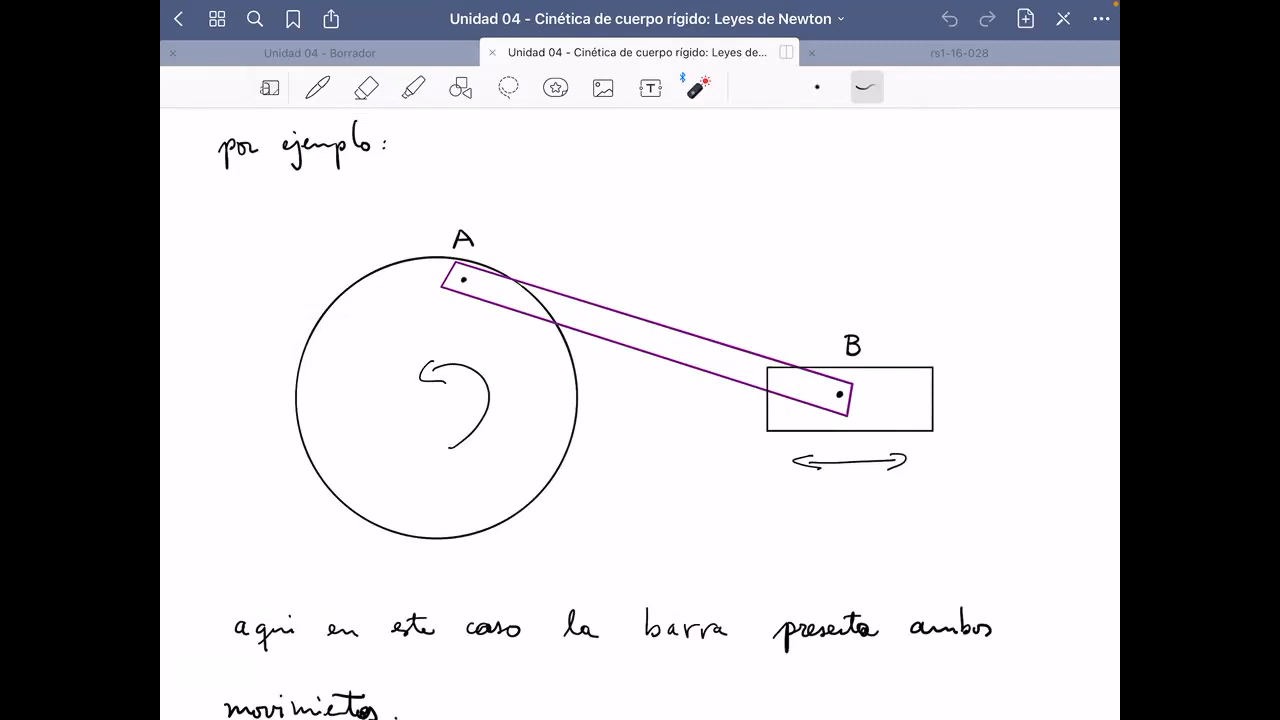 Unidad 04 - Cinética de cuerpo rígido: Leyes de Newton
Unidad 04 - Borrador
Unidad 04 - Cinética de cuerpo rígido: Leyes de...
rs1-16-028
T
por ejemplo:
A
B
aqui en este caso la barra presenta ambos
movimientos.